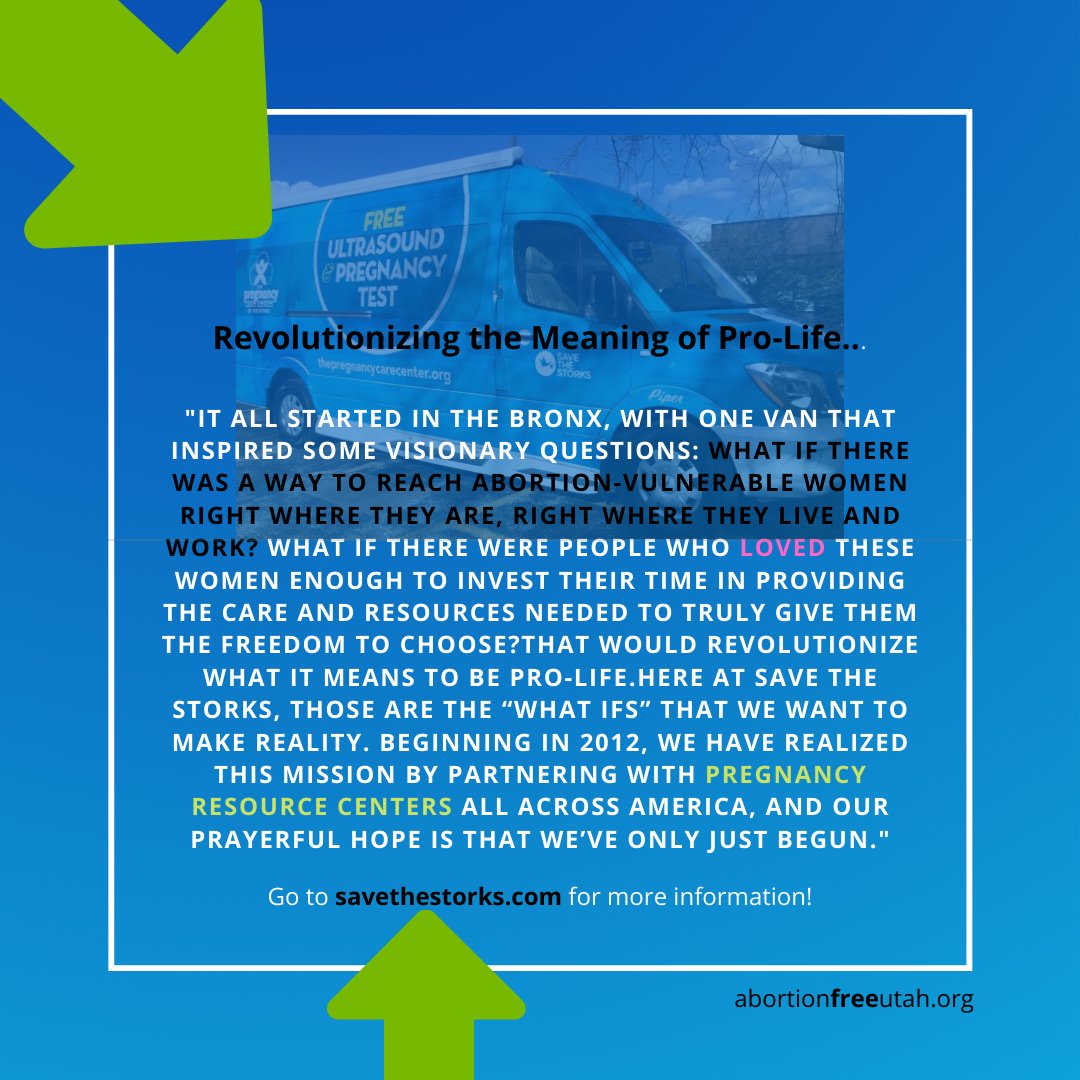 FREE
ULTRASOUND
& PREGNANCY
TEST
pregnancy
care center
thepregnancycarecenter.org
SAVE
THE
STORKS
Piper
Revolutionizing the Meaning of Pro-Life...
"IT ALL STARTED IN THE BRONX, WITH ONE VAN THAT
INSPIRED SOME VISIONARY QUESTIONS: WHAT IF THERE
WAS A WAY TO REACH ABORTION-VULNERABLE WOMEN
RIGHT WHERE THEY ARE, RIGHT WHERE THEY LIVE AND
WORK? WHAT IF THERE WERE PEOPLE WHO LOVED THESE
WOMEN ENOUGH TO INVEST THEIR TIME IN PROVIDING
THE CARE AND RESOURCES NEEDED TO TRULY GIVE THEM
THE FREEDOM TO CHOOSE?THAT WOULD REVOLUTIONIZE
WHAT IT MEANS TO BE PRO-LIFE.HERE AT SAVE THE
STORKS, THOSE ARE THE “WHAT IFS” THAT WE WANT TO
MAKE REALITY. BEGINNING IN 2012, WE HAVE REALIZED
THIS MISSION BY PARTNERING WITH PREGNANCY
RESOURCE CENTERS ALL ACROSS AMERICA, AND OUR
PRAYERFUL HOPE IS THAT WE’VE ONLY JUST BEGUN."
Go to savethestorks.com for more information!
abortionfreeutah.org